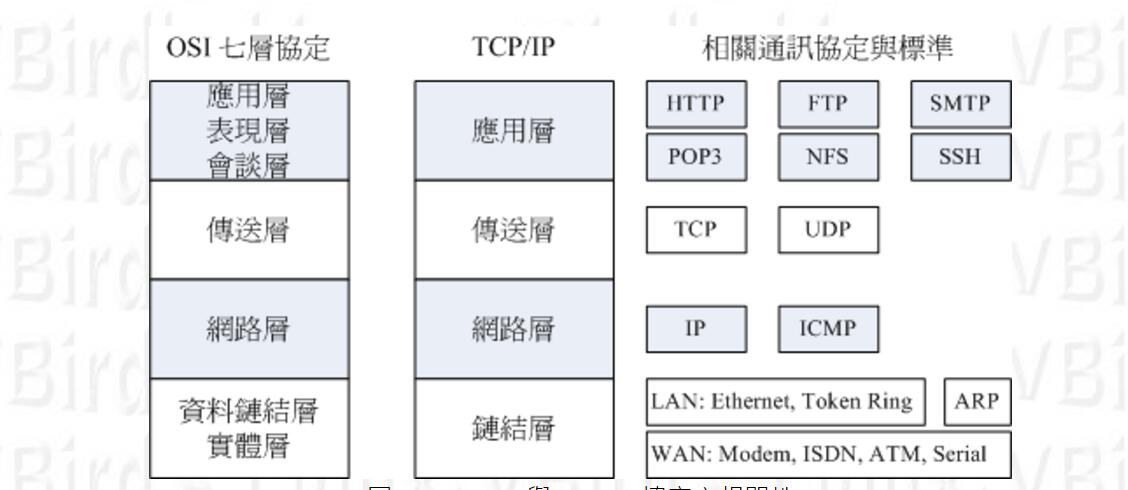 OSI 七層協定 TCP/IP 相關通訊協定與標準
應用層
表現層
會談層
應用層
HTTP FTP SMTP
POP3 NFS SSH
傳送層
傳送層
TCP UDP
網路層
網路層
IP ICMP
資料鏈結層
實體層
鏈結層
LAN: Ethernet, Token Ring ARP
WAN: Modem, ISDN, ATM, Serial